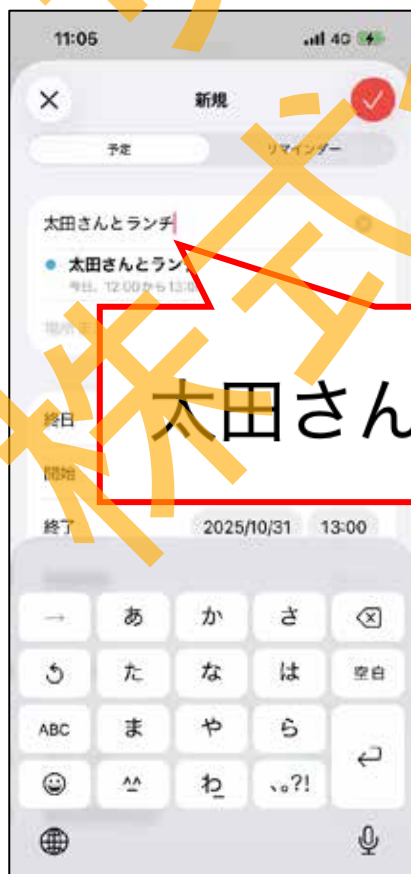 11:05
4G
新規
予定
リマインダー
太田さんとランチ
太田さんとラン
今日、12:00から13:0
太田さん
終日
開始
終了 2025/10/31 13:00
→ あ か さ
た な は 空白
ABC ま や ら
^^ わ_ 、。?!
株式